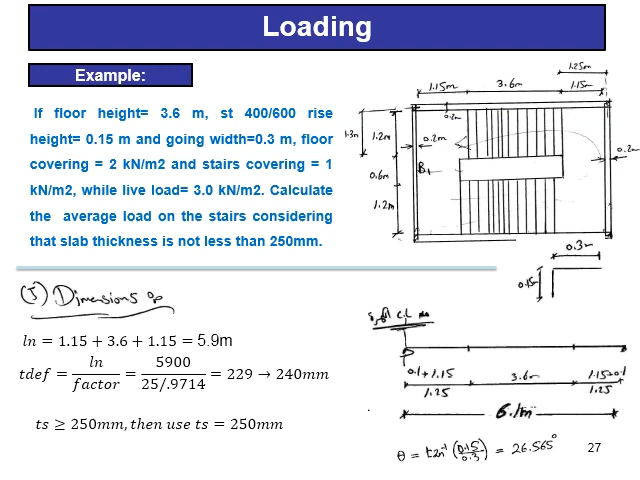 Loading
Example:
If floor height= 3.6 m, st 400/600 rise
height= 0.15 m and going width=0.3 m, floor
covering = 2 kN/m2 and stairs covering = 1
kN/m2, while live load= 3.0 kN/m2. Calculate
the average load on the stairs considering
that slab thickness is not less than 250mm.
1.25m
1.15m 3.6m 1.15m
0.2m
1.3m 1.2m 0.2m 0.2m
0.6m B1
1.2m
0.3m
0.15
Dimensions
ln = 1.15 + 3.6 + 1.15 = 5.9m
tdef = ln / factor = 5900 / 25/.9714 = 229 → 240mm
ts ≥ 250mm, then use ts = 250mm
C.L
0.1+1.15 3.6m 1.15+0.1
1.25 1.25
6.1m
θ = tan⁻¹ (0.15/0.3) = 26.565°
27